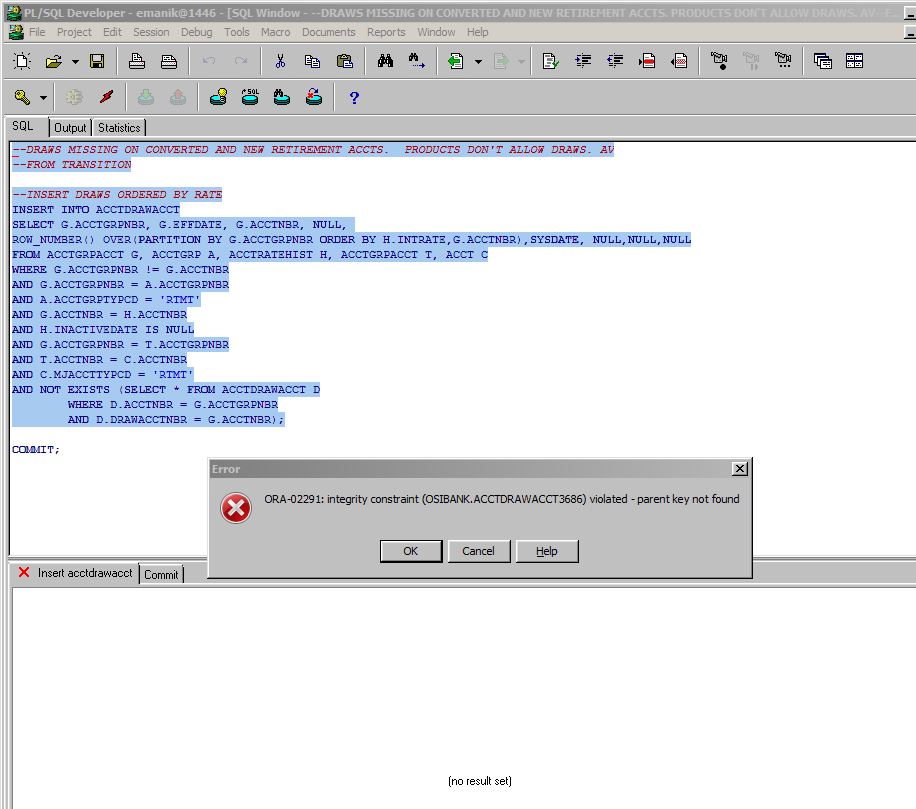 PL/SQL Developer - emanik@1446 - [SQL Window - --DRAWS MISSING ON CONVERTED AND NEW RETIREMENT ACCTS. PRODUCTS DON'T ALLOW DRAWS. AV--F...
File Project Edit Session Debug Tools Macro Documents Reports Window Help
SQL
?
SQL Output Statistics
--DRAWS MISSING ON CONVERTED AND NEW RETIREMENT ACCTS.  PRODUCTS DON'T ALLOW DRAWS. AV
--FROM TRANSITION
--INSERT DRAWS ORDERED BY RATE
INSERT INTO ACCTDRAWACCT
SELECT G.ACCTGRPNBR, G.EFFDATE, G.ACCTNBR, NULL,
ROW_NUMBER() OVER(PARTITION BY G.ACCTGRPNBR ORDER BY H.INTRATE,G.ACCTNBR),SYSDATE, NULL,NULL,NULL
FROM ACCTGRPACCT G, ACCTGRP A, ACCTRATEHIST H, ACCTGRPACCT T, ACCT C
WHERE G.ACCTGRPNBR != G.ACCTNBR
AND G.ACCTGRPNBR = A.ACCTGRPNBR
AND A.ACCTGRPTYPCD = 'RTMT'
AND G.ACCTNBR = H.ACCTNBR
AND H.INACTIVEDATE IS NULL
AND G.ACCTGRPNBR = T.ACCTGRPNBR
AND T.ACCTNBR = C.ACCTNBR
AND C.MJACCTTYPCD = 'RTMT'
AND NOT EXISTS (SELECT * FROM ACCTDRAWACCT D
WHERE D.ACCTNBR = G.ACCTGRPNBR
AND D.DRAWACCTNBR = G.ACCTNBR);
COMMIT;
Error
ORA-02291: integrity constraint (OSIBANK.ACCTDRAWACCT3686) violated - parent key not found
OK Cancel Help
Insert acctdrawacct Commit
(no result set)